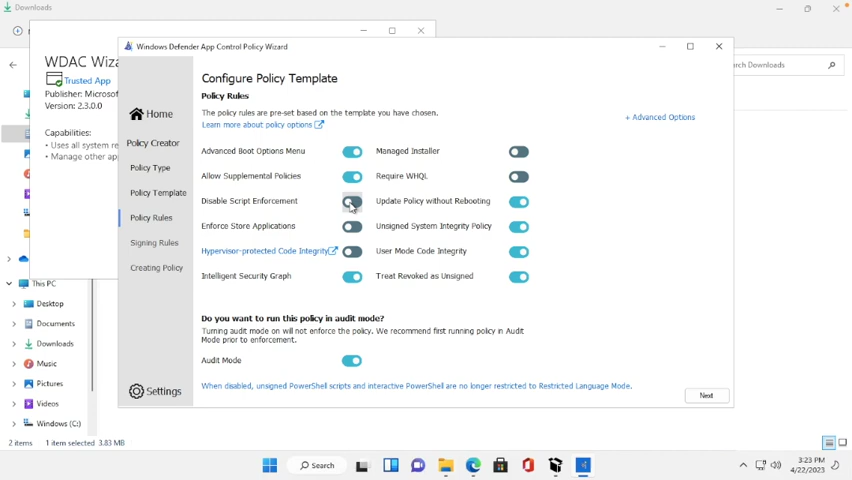 Downloads
WDAC Wiza
Trusted App
Publisher: Microsof
Version: 2.3.0.0
Capabilities:
• Uses all system re
• Manage other app
Windows Defender App Control Policy Wizard
Home
Policy Creator
Policy Type
Policy Template
Policy Rules
Signing Rules
Creating Policy
Settings
Configure Policy Template
Policy Rules
The policy rules are pre-set based on the template you have chosen.
Learn more about policy options
+ Advanced Options
Advanced Boot Options Menu
Managed Installer
Allow Supplemental Policies
Require WHQL
Disable Script Enforcement
Update Policy without Rebooting
Enforce Store Applications
Unsigned System Integrity Policy
Hypervisor-protected Code Integrity
User Mode Code Integrity
Intelligent Security Graph
Treat Revoked as Unsigned
Do you want to run this policy in audit mode?
Turning audit mode on will not enforce the policy. We recommend first running policy in Audit
Mode prior to enforcement.
Audit Mode
When disabled, unsigned PowerShell scripts and interactive PowerShell are no longer restricted to Restricted Language Mode.
Next
rch Downloads
This PC
Desktop
Documents
Downloads
Music
Pictures
Videos
Windows (C:)
2 items
1 item selected 3.83 MB
Search
3:23 PM
4/22/2023